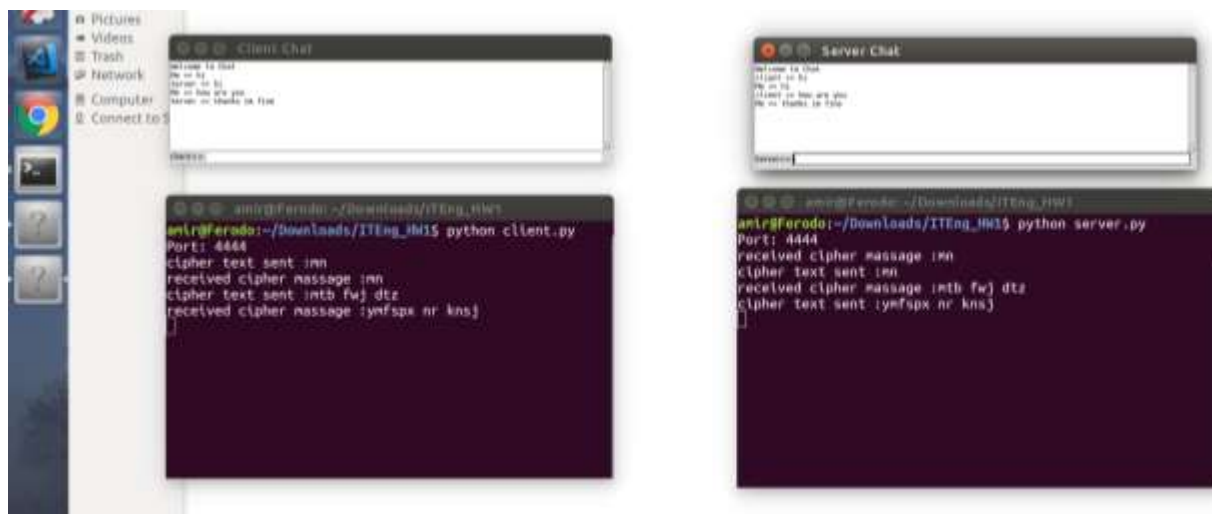 Pictures
Videos
Trash
Network
Computer
Connect to S
Client Chat
Welcome to Chat
Me >> hi
Server >> hi
Me >> how are you
Server >> thanks im fine
Server Chat
Welcome to Chat
client >> hi
Me >> hi
client >> how are you
Me >> thanks im fine
Server>>
amir@Ferodo: ~/Downloads/ITEng_HW1
amir@Ferodo:~/Downloads/ITEng_HW1$ python client.py
Port: 4444
cipher text sent :mn
received cipher massage :mn
cipher text sent :mtb fwj dtz
received cipher massage :ymfspx nr knsj
amir@Ferodo: ~/Downloads/ITEng_HW1
amir@Ferodo:~/Downloads/ITEng_HW1$ python server.py
Port: 4444
received cipher massage :mn
cipher text sent :mn
received cipher massage :mtb fwj dtz
cipher text sent :ymfspx nr knsj